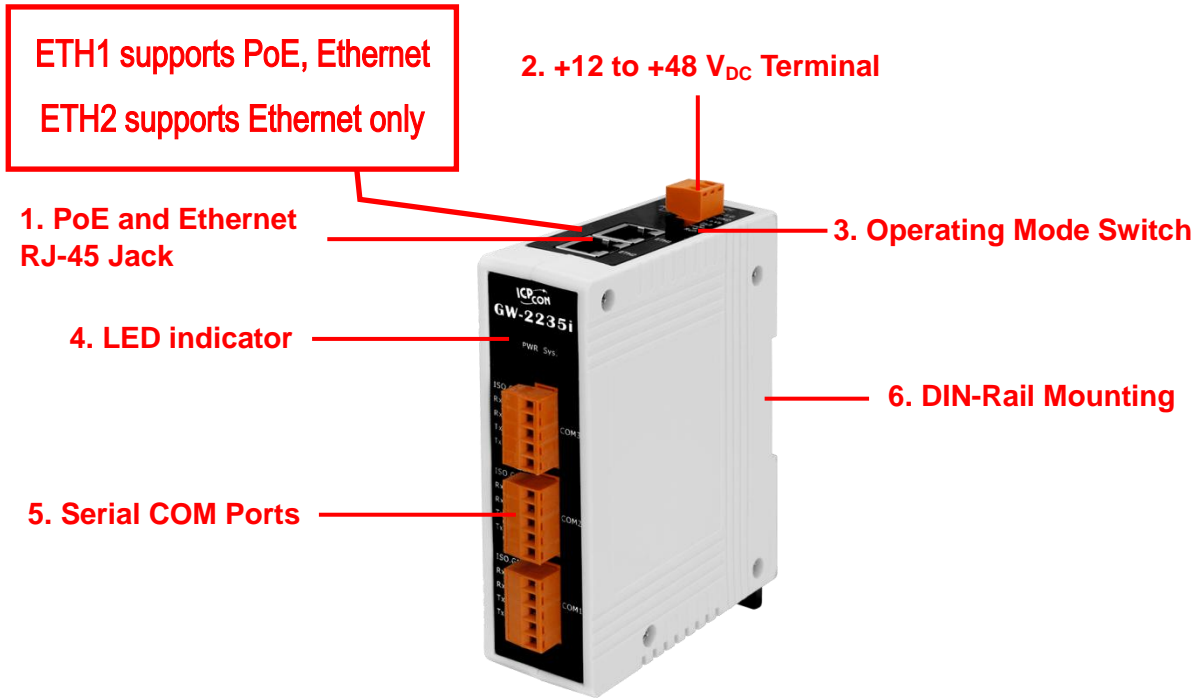 ETH1 supports PoE, Ethernet
ETH2 supports Ethernet only
2. +12 to +48 VDC Terminal
1. PoE and Ethernet
RJ-45 Jack
3. Operating Mode Switch
4. LED indicator
ICP
CON
GW-2235i
PWR Sys.
6. DIN-Rail Mounting
COM3
5. Serial COM Ports
COM2
COM1